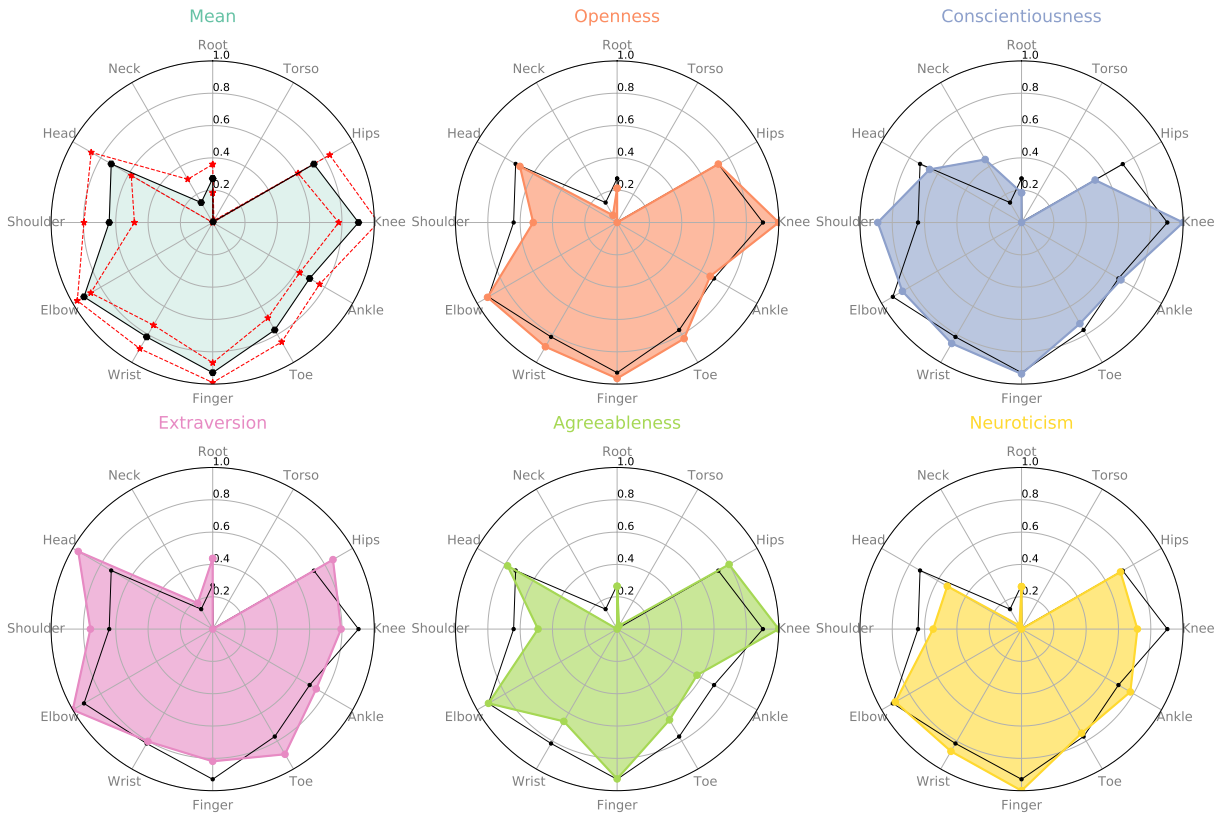 Mean
Root
1.0
0.8
0.6
0.4
0.2
Torso
Hips
Knee
Ankle
Toe
Finger
Wrist
Elbow
Shoulder
Head
Neck
Openness
Root
1.0
0.8
0.6
0.4
0.2
Torso
Hips
Knee
Ankle
Toe
Finger
Wrist
Elbow
Shoulder
Head
Neck
Conscientiousness
Root
1.0
0.8
0.6
0.4
0.2
Torso
Hips
Knee
Ankle
Toe
Finger
Wrist
Elbow
Shoulder
Head
Neck
Extraversion
Root
1.0
0.8
0.6
0.4
0.2
Torso
Hips
Knee
Ankle
Toe
Finger
Wrist
Elbow
Shoulder
Head
Neck
Agreeableness
Root
1.0
0.8
0.6
0.4
0.2
Torso
Hips
Knee
Ankle
Toe
Finger
Wrist
Elbow
Shoulder
Head
Neck
Neuroticism
Root
1.0
0.8
0.6
0.4
0.2
Torso
Hips
Knee
Ankle
Toe
Finger
Wrist
Elbow
Shoulder
Head
Neck